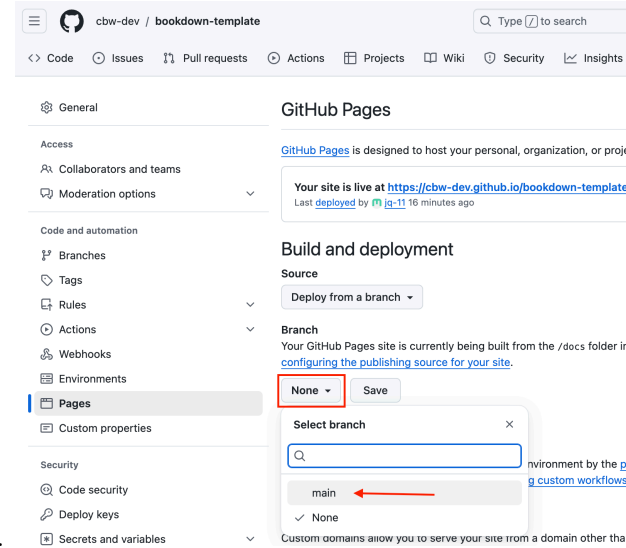 cbw-dev / bookdown-template
Type / to search
Code Issues Pull requests Actions Projects Wiki Security Insights
General
Access
Collaborators and teams
Moderation options
Code and automation
Branches
Tags
Rules
Actions
Webhooks
Environments
Pages
Custom properties
Security
Code security
Deploy keys
Secrets and variables
GitHub Pages
GitHub Pages is designed to host your personal, organization, or proje
Your site is live at https://cbw-dev.github.io/bookdown-template
Last deployed by jq-11 16 minutes ago
Build and deployment
Source
Deploy from a branch
Branch
Your GitHub Pages site is currently being built from the /docs folder in
configuring the publishing source for your site.
None Save
Select branch
main
None
nvironment by the p
g custom workflows
Custom domains allow you to serve your site from a domain other tha